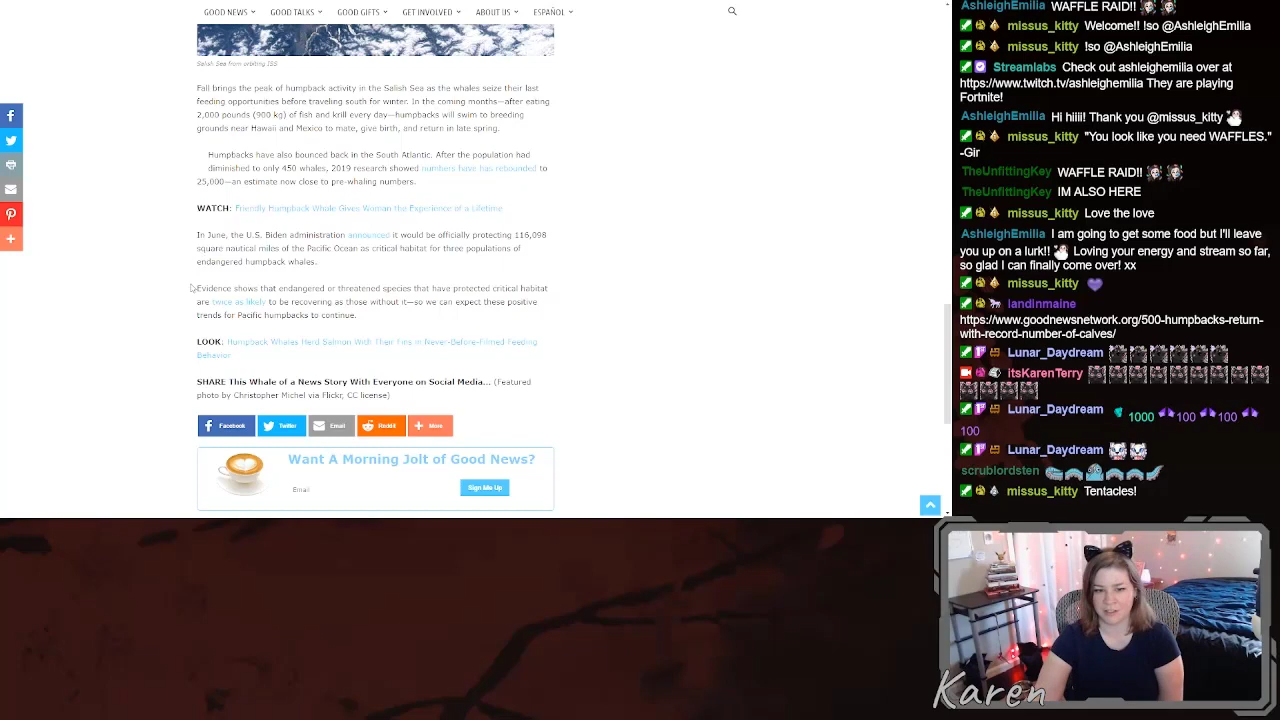 GOOD NEWS
GOOD TALKS
GOOD GIFTS
GET INVOLVED
ABOUT US
ESPAÑOL
Salish Sea from orbiting ISS
Fall brings the peak of humpback activity in the Salish Sea as the whales seize their last
feeding opportunities before traveling south for winter. In the coming months—after eating
2,000 pounds (900 kg) of fish and krill every day—humpbacks will swim to breeding
grounds near Hawaii and Mexico to mate, give birth, and return in late spring.
Humpbacks have also bounced back in the South Atlantic. After the population had
diminished to only 450 whales, 2019 research showed numbers have has rebounded to
25,000—an estimate now close to pre-whaling numbers.
WATCH: Friendly Humpback Whale Gives Woman the Experience of a Lifetime
In June, the U.S. Biden administration announced it would be officially protecting 116,098
square nautical miles of the Pacific Ocean as critical habitat for three populations of
endangered humpback whales.
Evidence shows that endangered or threatened species that have protected critical habitat
are twice as likely to be recovering as those without it—so we can expect these positive
trends for Pacific humpbacks to continue.
LOOK: Humpback Whales Herd Salmon With Their Fins in Never-Before-Filmed Feeding
Behavior
SHARE This Whale of a News Story With Everyone on Social Media... (Featured
photo by Christopher Michel via Flickr, CC license)
Facebook
Twitter
Email
Reddit
More
Want A Morning Jolt of Good News?
Email
Sign Me Up
AshleighEmilia WAFFLE RAID!!
missus_kitty Welcome!! !so @AshleighEmilia
missus_kitty !so @AshleighEmilia
Streamlabs Check out ashleighemilia over at
https://www.twitch.tv/ashleighemilia They are playing
Fortnite!
AshleighEmilia Hi hiiii! Thank you @missus_kitty
missus_kitty "You look like you need WAFFLES."
-Gir
TheUnfittingKey WAFFLE RAID!!
TheUnfittingKey IM ALSO HERE
missus_kitty Love the love
AshleighEmilia I am going to get some food but I'll leave
you up on a lurk!! Loving your energy and stream so far,
so glad I can finally come over! xx
missus_kitty
landinmaine
https://www.goodnewsnetwork.org/500-humpbacks-return-
with-record-number-of-calves/
Lunar_Daydream
itsKarenTerry
Lunar_Daydream 1000 100 100
100
Lunar_Daydream
scrublordsten
missus_kitty Tentacles!
Karen